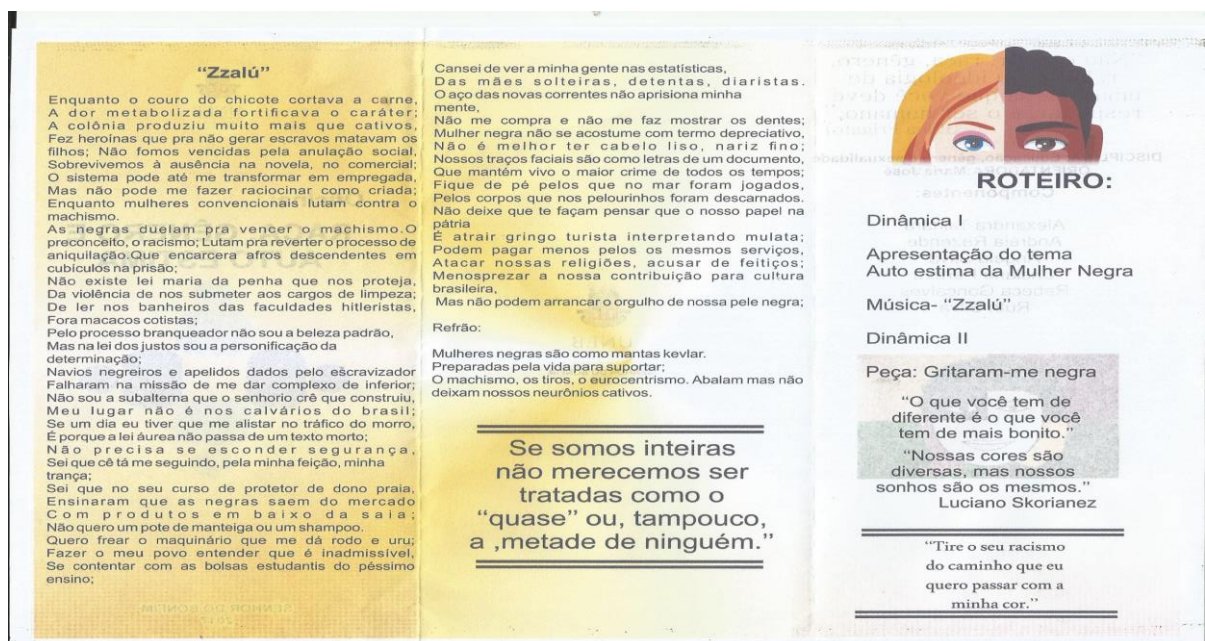 “Zzalú”
Enquanto o couro do chicote cortava a carne,
A dor metabolizada fortificava o caráter;
A colônia produziu muito mais que cativos,
Fez heroínas que pra não gerar escravos matavam os
filhos; Não fomos vencidas pela anulação social,
Sobrevivemos à ausência na novela, no comercial;
O sistema pode até me transformar em empregada,
Mas não pode me fazer raciocinar como criada;
Enquanto mulheres convencionais lutam contra o
machismo.
As negras duelam pra vencer o machismo.O
preconceito, o racismo; Lutam pra reverter o processo de
aniquilação.Que encarcera afros descendentes em
cubículos na prisão;
Não existe lei maria da penha que nos proteja,
Da violência de nos submeter aos cargos de limpeza;
De ler nos banheiros das faculdades hitleristas,
Fora macacos cotistas;
Pelo processo branqueador não sou a beleza padrão,
Mas na lei dos justos sou a personificação da
determinação;
Navios negreiros e apelidos dados pelo escravizador
Falharam na missão de me dar complexo de inferior;
Não sou a subalterna que o senhorio crê que construiu,
Meu lugar não é nos calvários do brasil;
Se um dia eu tiver que me alistar no tráfico do morro,
É porque a lei áurea não passa de um texto morto;
Não precisa se esconder segurança,
Sei que cê tá me seguindo, pela minha feição, minha
trança;
Sei que no seu curso de protetor de dono praia,
Ensinaram que as negras saem do mercado
Com produtos em baixo da saia;
Não quero um pote de manteiga ou um shampoo.
Quero frear o maquinário que me dá rodo e uru;
Fazer o meu povo entender que é inadmissível,
Se contentar com as bolsas estudantis do péssimo
ensino;
Cansei de ver a minha gente nas estatísticas,
Das mães solteiras, detentas, diaristas.
O aço das novas correntes não aprisiona minha
mente,
Não me compra e não me faz mostrar os dentes;
Mulher negra não se acostume com termo depreciativo,
Não é melhor ter cabelo liso, nariz fino;
Nossos traços faciais são como letras de um documento,
Que mantém vivo o maior crime de todos os tempos;
Fique de pé pelos que no mar foram jogados,
Pelos corpos que nos pelourinhos foram descarnados.
Não deixe que te façam pensar que o nosso papel na
pátria
É atrair gringo turista interpretando mulata;
Podem pagar menos pelos os mesmos serviços,
Atacar nossas religiões, acusar de feitiços;
Menosprezar a nossa contribuição para cultura
brasileira,
Mas não podem arrancar o orgulho de nossa pele negra;
Refrão:
Mulheres negras são como mantas kevlar.
Preparadas pela vida para suportar;
O machismo, os tiros, o eurocentrismo. Abalam mas não
deixam nossos neurônios cativos.
Se somos inteiras
não merecemos ser
tratadas como o
“quase” ou, tampouco,
a ,metade de ninguém.”
ROTEIRO:
Dinâmica I
Apresentação do tema
Auto estima da Mulher Negra
Música- “Zzalú”
Dinâmica II
Peça: Gritaram-me negra
“O que você tem de
diferente é o que você
tem de mais bonito.”
“Nossas cores são
diversas, mas nossos
sonhos são os mesmos.”
Luciano Skorianez
“Tire o seu racismo
do caminho que eu
quero passar com a
minha cor.”